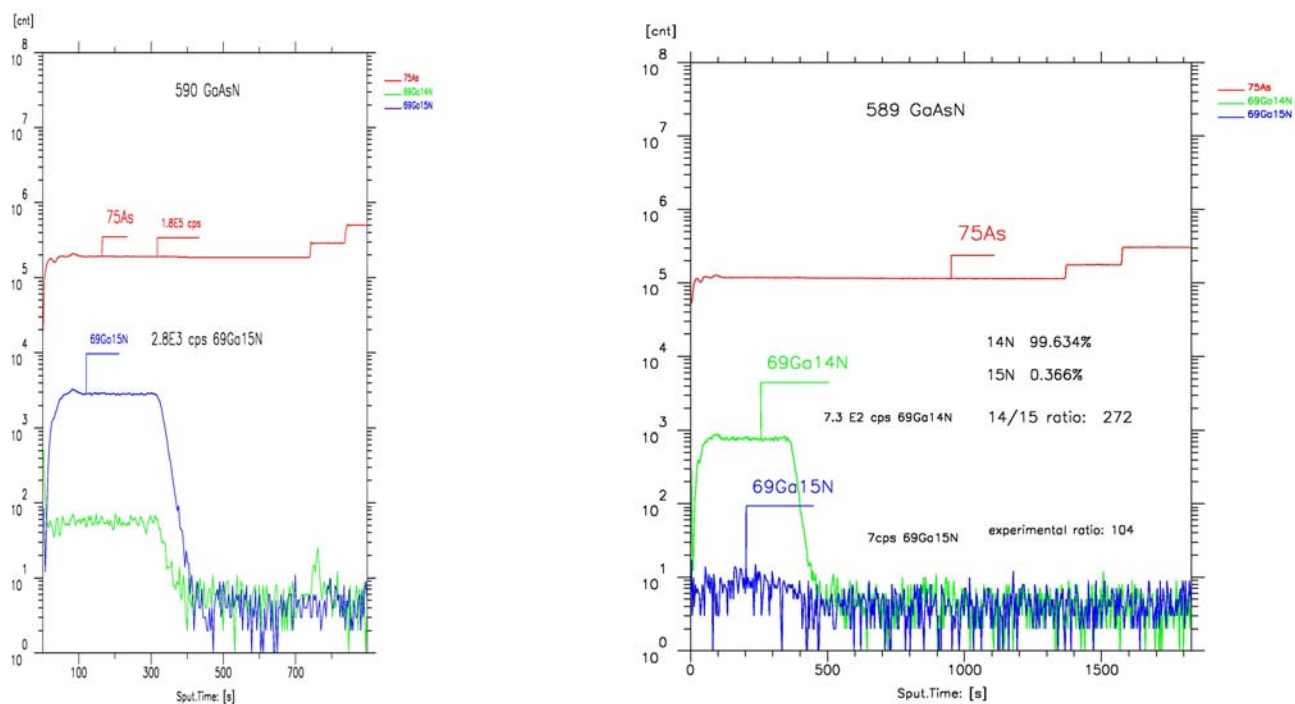 [cnt]
10 8
10 7
10 6
10 5
10 4
10 3
10 2
10 1
10 0
590 GaAsN
75As
69Ga14N
69Ga15N
75As
1.8E5 cps
69Ga15N
2.8E3 cps 69Ga15N
100 300 500 700
Sput.Time: [s]
[cnt]
10 8
10 7
10 6
10 5
10 4
10 3
10 2
10 1
10 0
589 GaAsN
75As
69Ga14N
69Ga15N
75As
14N 99.634%
69Ga14N
15N 0.366%
7.3 E2 cps 69Ga14N
14/15 ratio: 272
69Ga15N
7cps 69Ga15N
experimental ratio: 104
0 500 1000 1500
Sput.Time: [s]